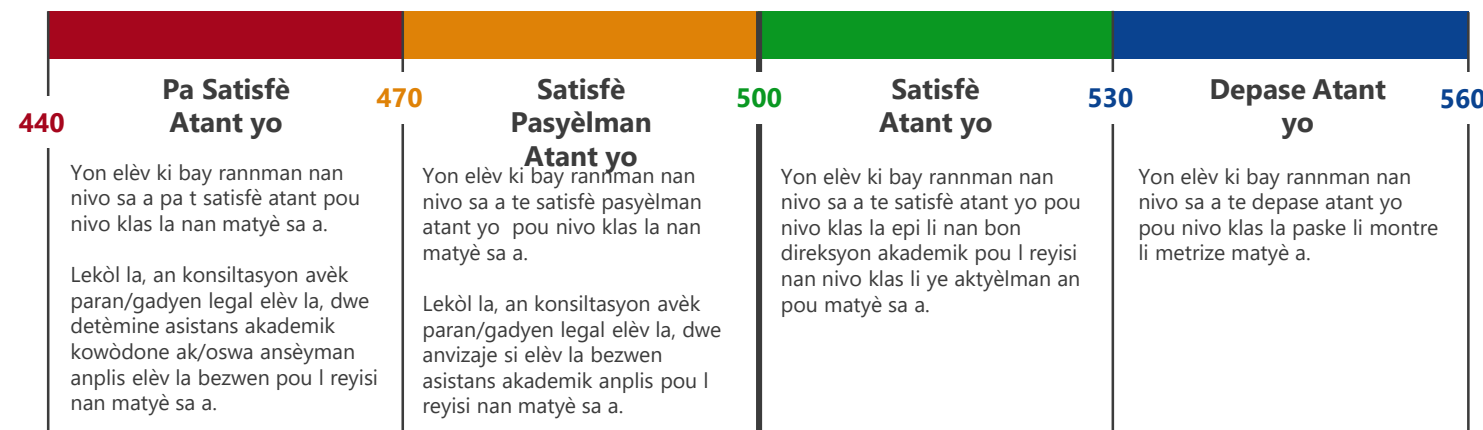 440
Pa Satisfè
Atant yo
Yon elèv ki bay rannman nan
nivo sa a pa t satisfè atant pou
nivo klas la nan matyè sa a.
Lekòl la, an konsiltasyon avèk
paran/gadyen legal elèv la, dwe
detèmine asistans akademik
kowòdone ak/oswa ansèyman
anplis elèv la bezwen pou l reyisi
nan matyè sa a.
470
Satisfè
Pasyèlman
Atant yo
Yon elèv ki bay rannman nan
nivo sa a te satisfè pasyèlman
atant yo pou nivo klas la nan
matyè sa a.
Lekòl la, an konsiltasyon avèk
paran/gadyen legal elèv la, dwe
anvizaje si elèv la bezwen
asistans akademik anplis pou l
reyisi nan matyè sa a.
500
Satisfè
Atant yo
Yon elèv ki bay rannman nan
nivo sa a te satisfè atant yo pou
nivo klas la epi li nan bon
direksyon akademik pou l reyisi
nan nivo klas li ye aktyèlman an
pou matyè sa a.
530
Depase Atant
yo
Yon elèv ki bay rannman nan
nivo sa a te depase atant yo
pou nivo klas la paske li montre
li metrize matyè a.
560